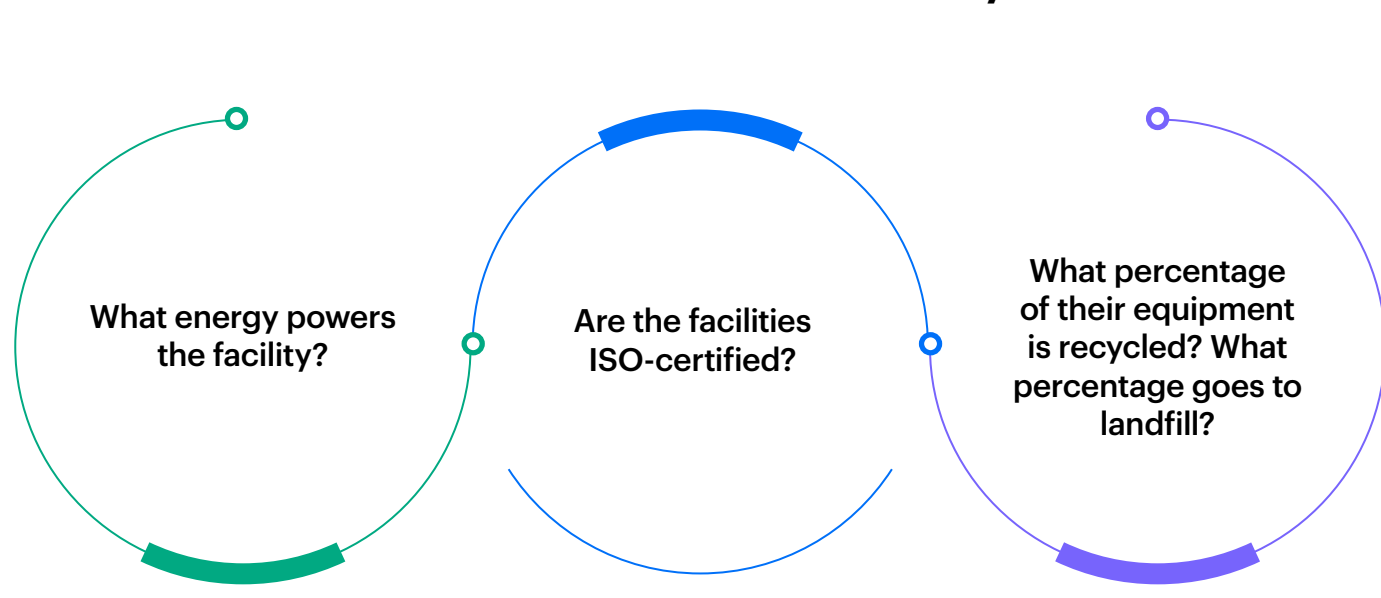 What energy powers
the facility?
Are the facilities
ISO-certified?
What percentage
of their equipment
is recycled? What
percentage goes to
landfill?